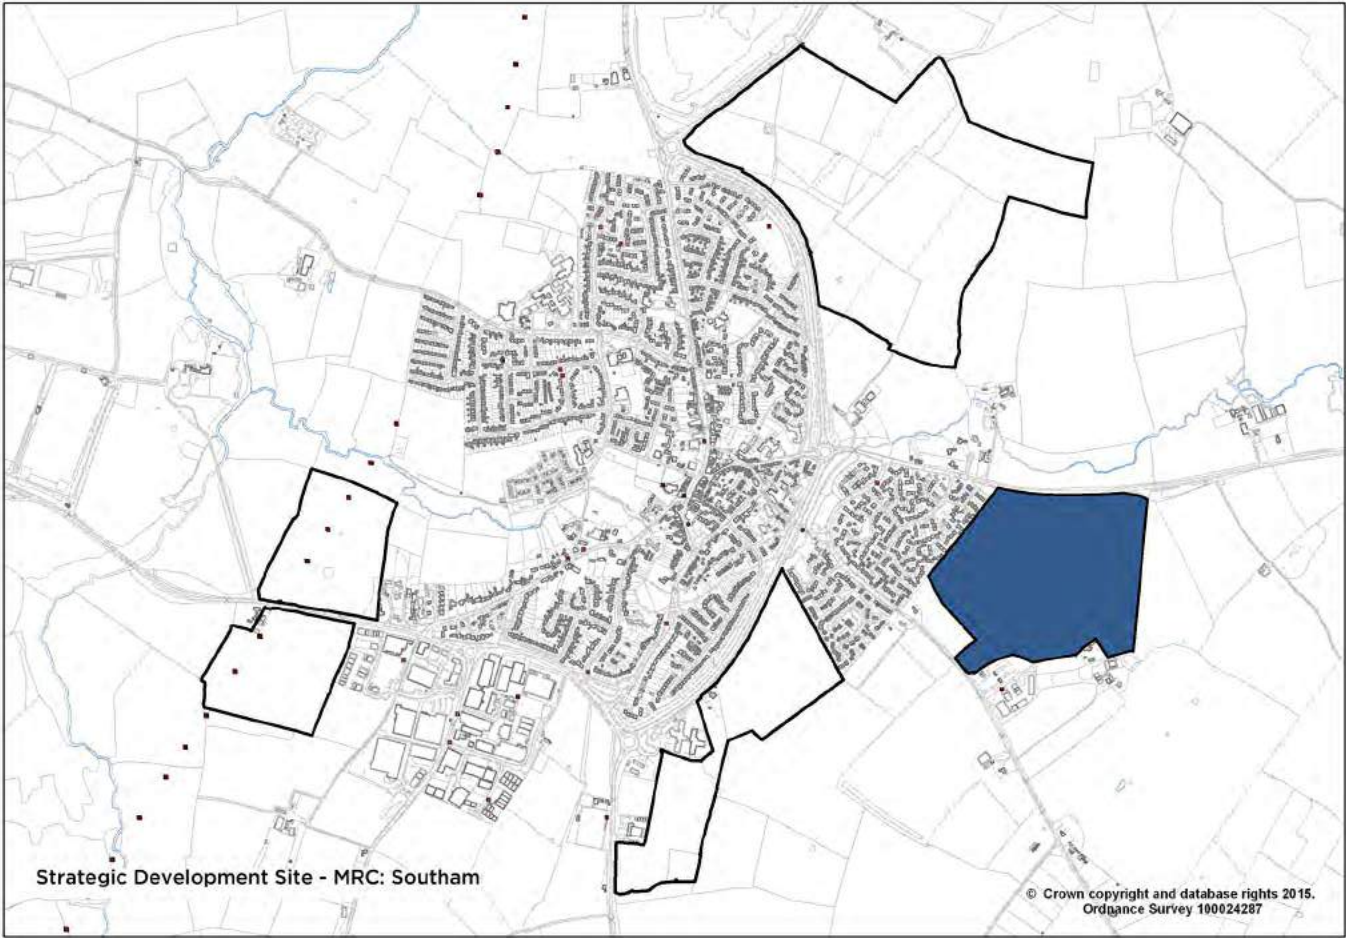 Strategic Development Site - MRC: Southam
© Crown copyright and database rights 2015.
Ordnance Survey 100024287